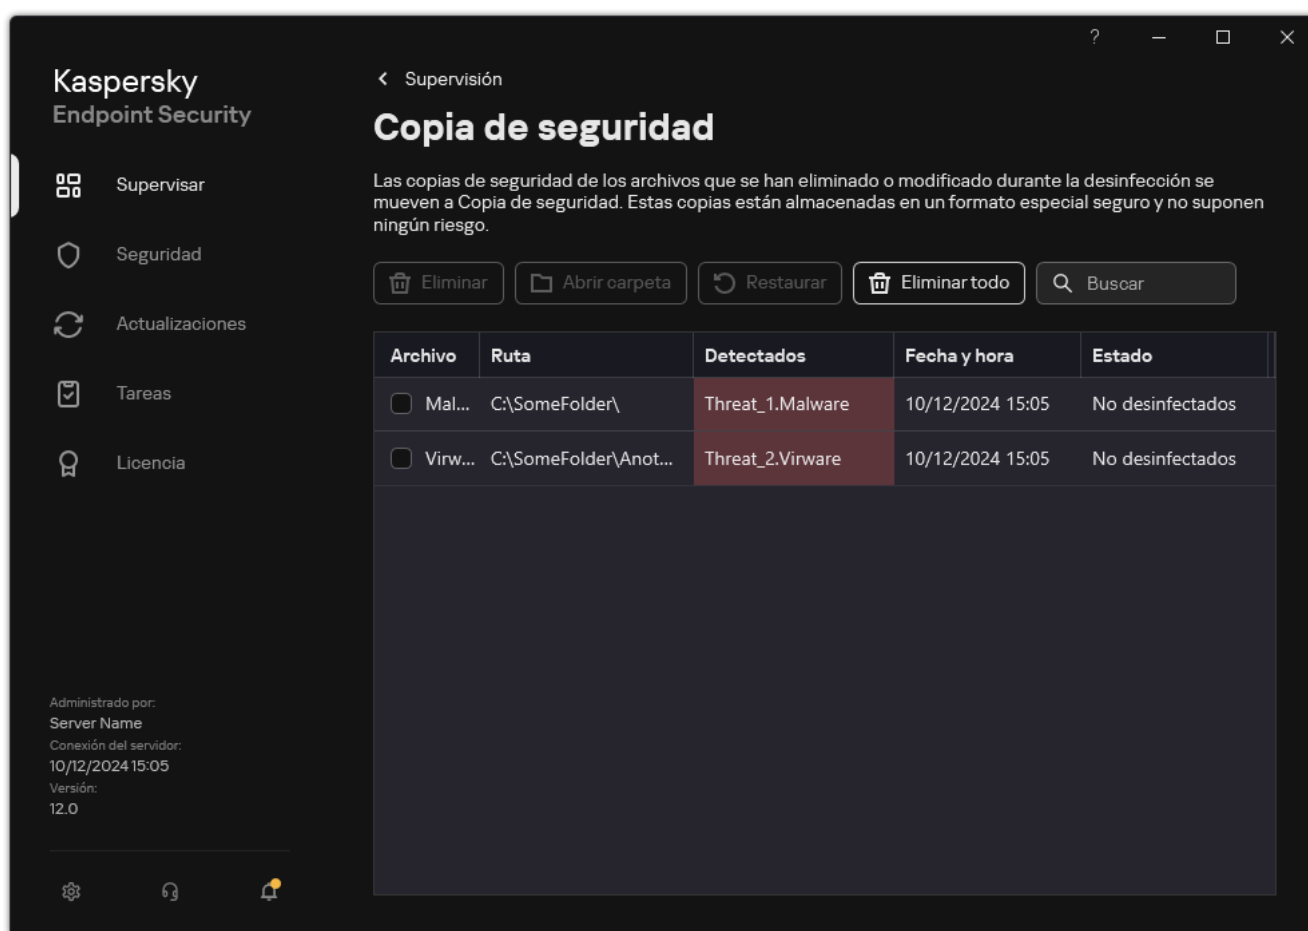 ?
Kaspersky
Endpoint Security
Supervisar
Seguridad
Actualizaciones
Tareas
Licencia
Administrado por:
Server Name
Conexión del servidor:
10/12/2024 15:05
Versión:
12.0
Supervisión
Copia de seguridad
Las copias de seguridad de los archivos que se han eliminado o modificado durante la desinfección se
mueven a Copia de seguridad. Estas copias están almacenadas en un formato especial seguro y no suponen
ningún riesgo.
Eliminar Abrir carpeta Restaurar Eliminar todo Buscar
Archivo Ruta Detectados Fecha y hora Estado
Mal... C:\SomeFolder\ Threat_1.Malware 10/12/2024 15:05 No desinfectados
Virw... C:\SomeFolder\Anot... Threat_2.Virware 10/12/2024 15:05 No desinfectados